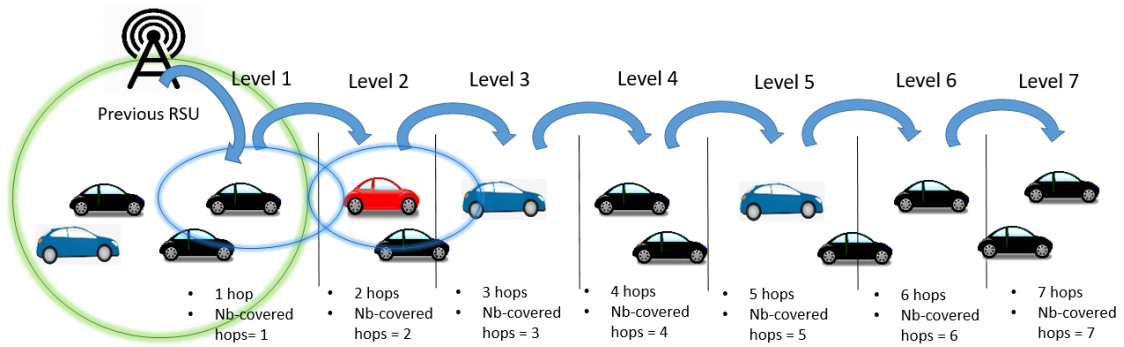 Level 1
Level 2
Level 3
Level 4
Level 5
Level 6
Level 7
Previous RSU
• 1 hop
• Nb-covered
hops= 1
• 2 hops
• Nb-covered
hops = 2
• 3 hops
• Nb-covered
hops = 3
• 4 hops
• Nb-covered
hops = 4
• 5 hops
• Nb-covered
hops = 5
• 6 hops
• Nb-covered
hops = 6
• 7 hops
• Nb-covered
hops = 7